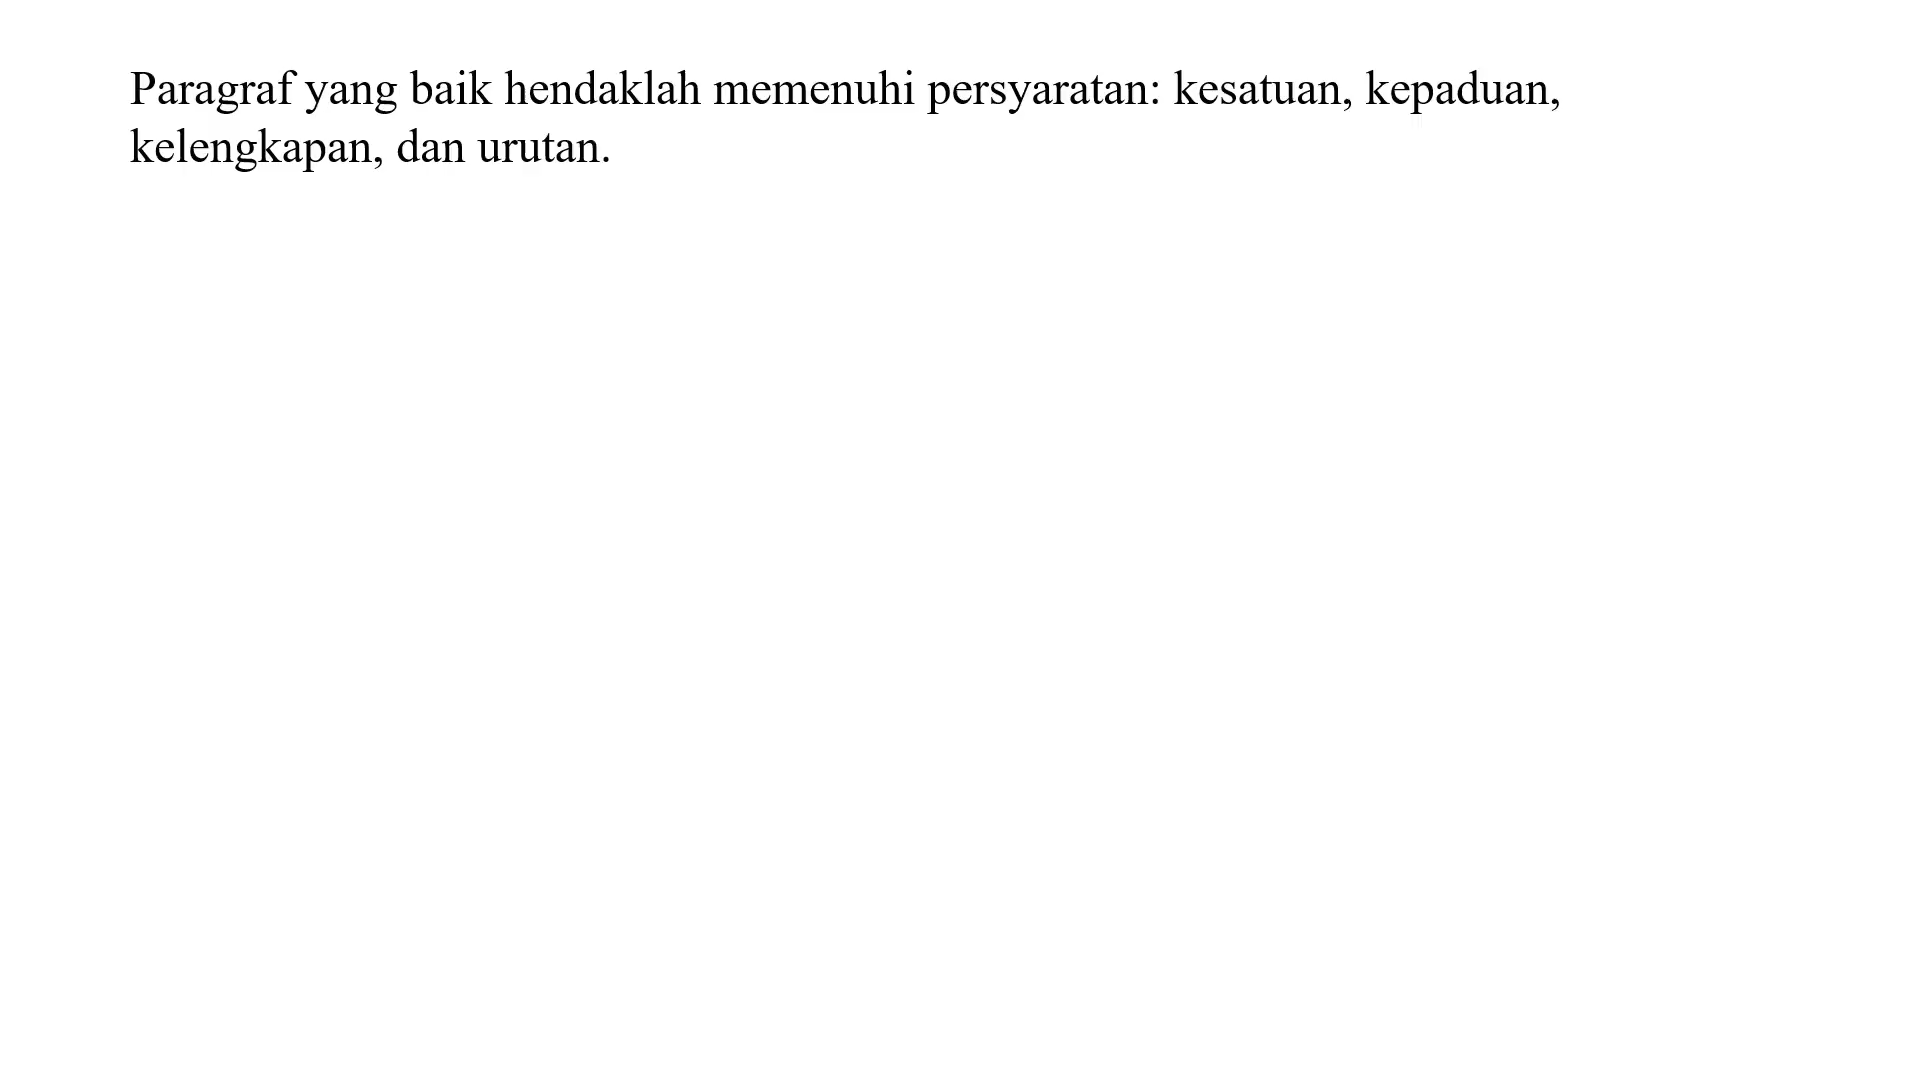 Paragraf yang baik hendaklah memenuhi persyaratan: kesatuan, kepaduan,
kelengkapan, dan urutan.